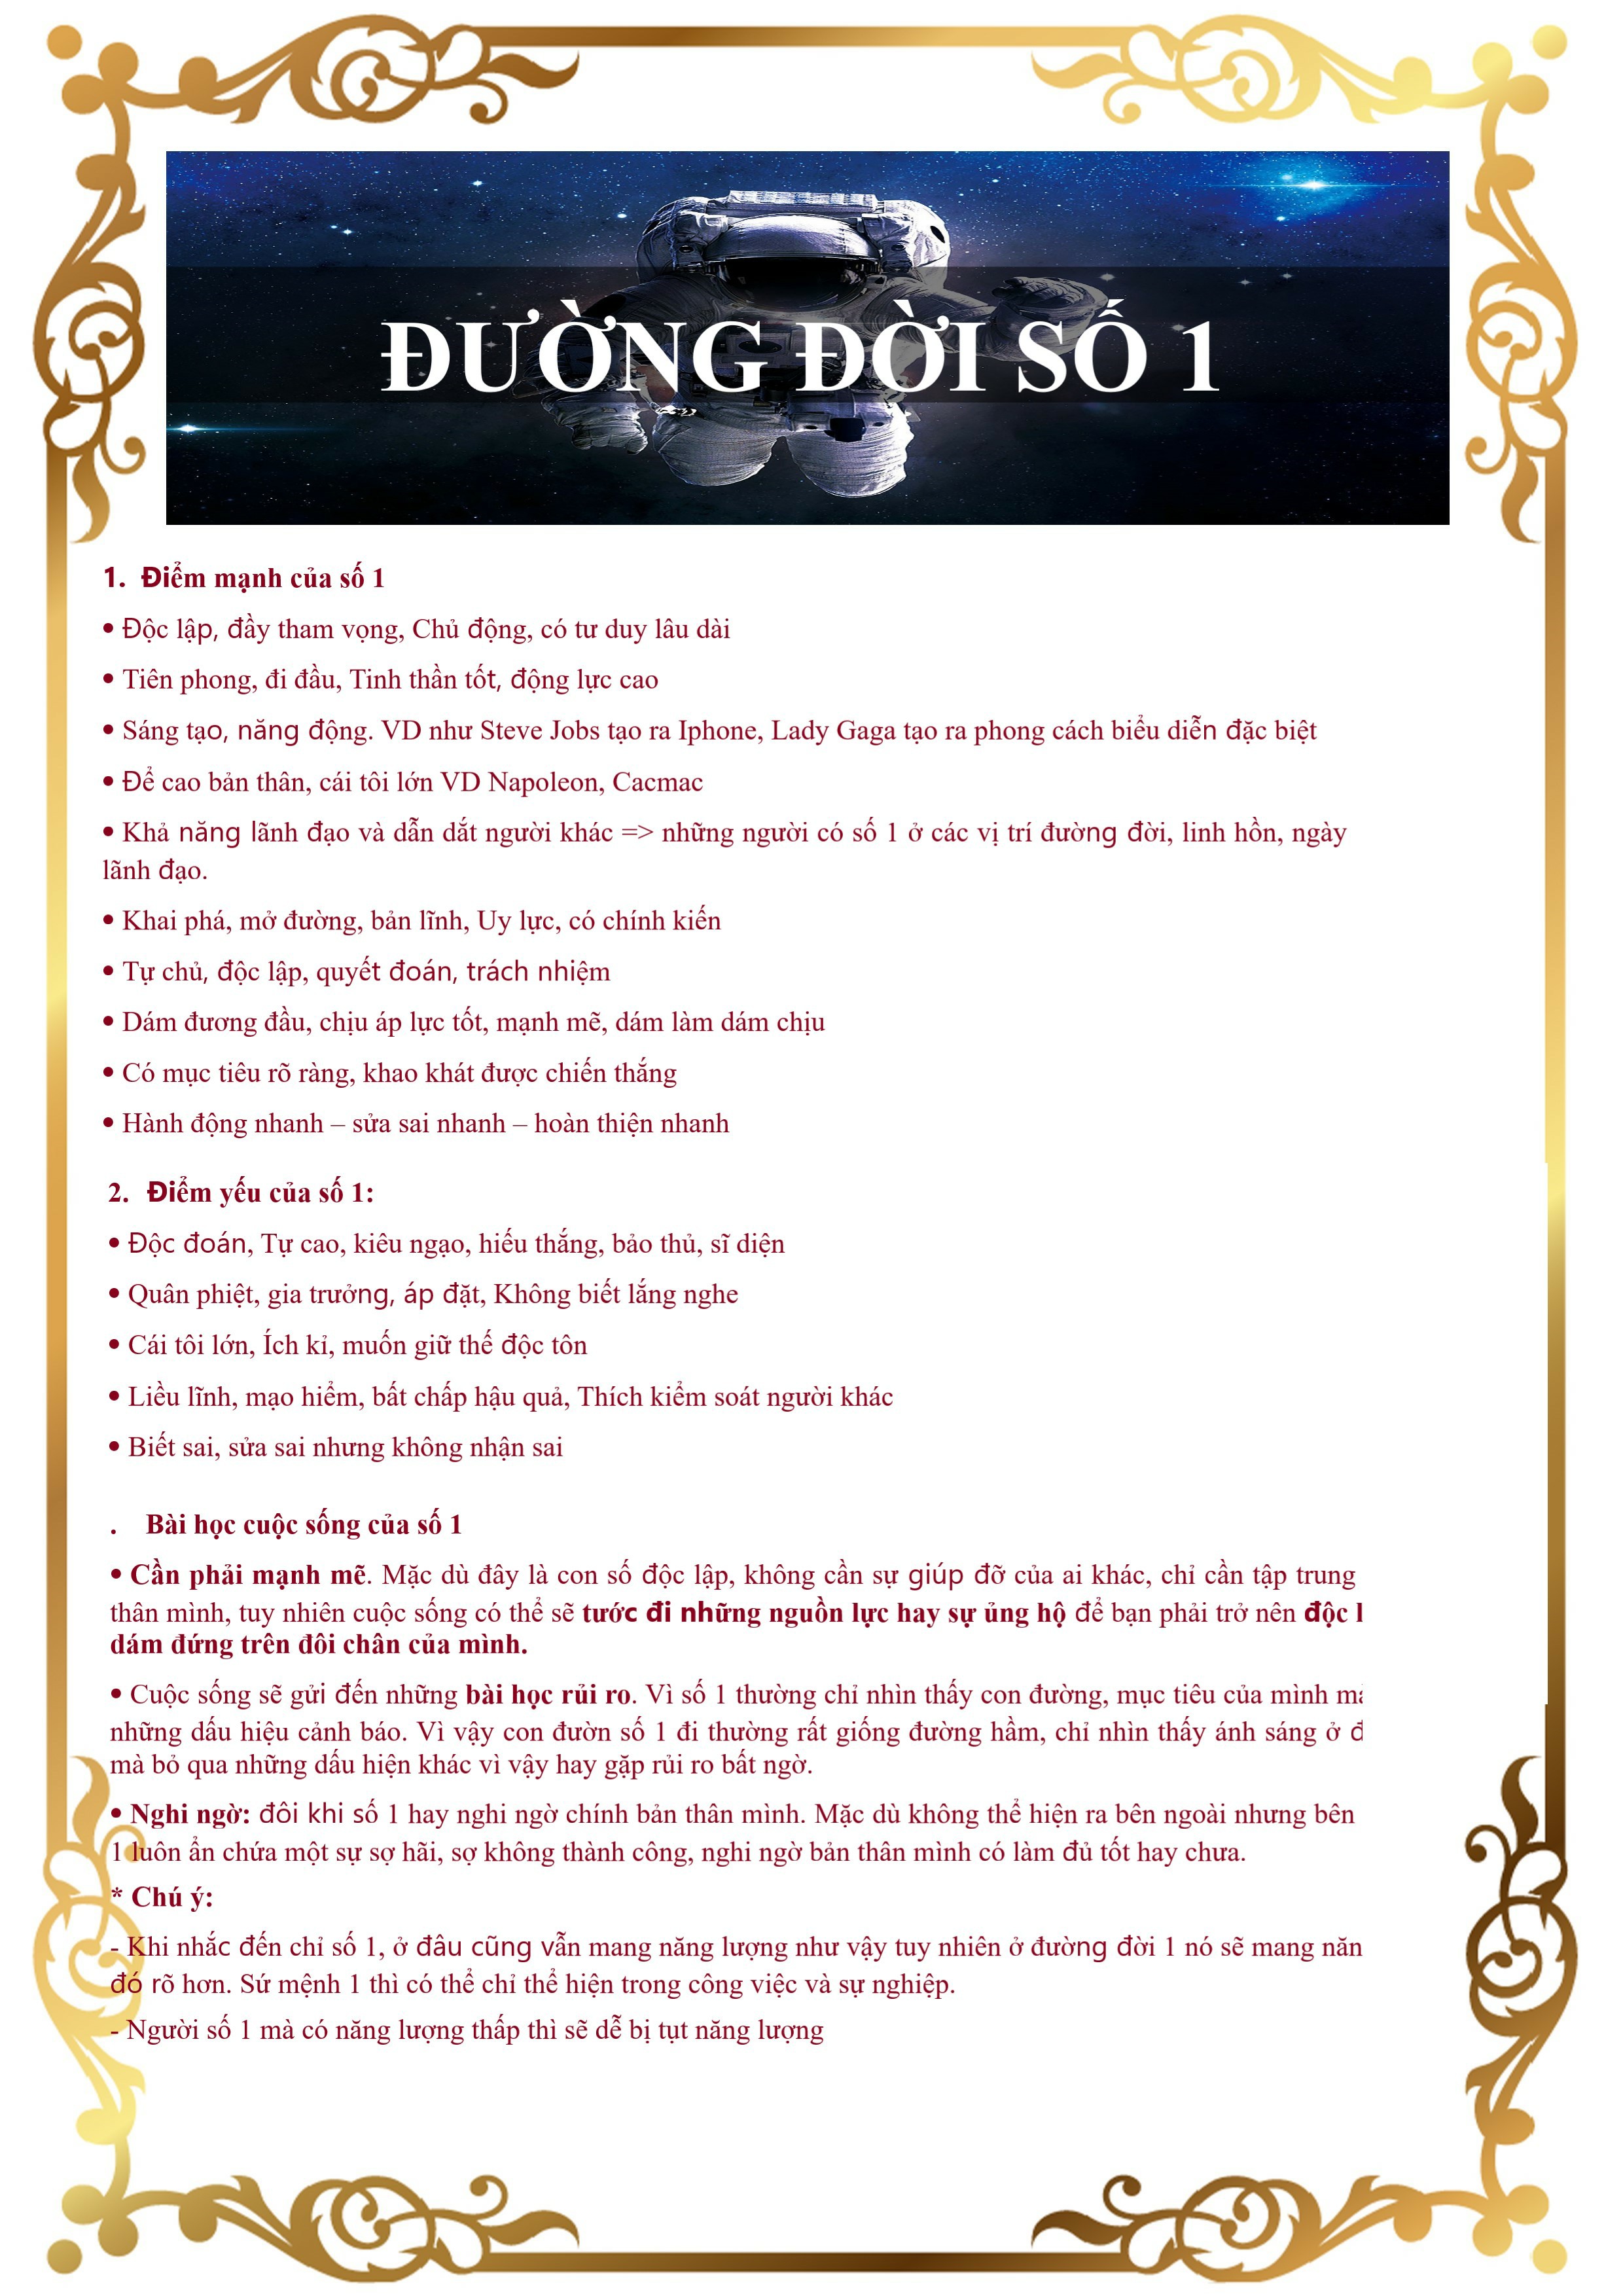 ĐƯỜNG ĐỜI SỐ 1
1. Điểm mạnh của số 1
• Độc lập, đầy tham vọng, Chủ động, có tư duy lâu dài
• Tiên phong, đi đầu, Tinh thần tốt, động lực cao
• Sáng tạo, năng động. VD như Steve Jobs tạo ra Iphone, Lady Gaga tạo ra phong cách biểu diễn đặc biệt
• Để cao bản thân, cái tôi lớn VD Napoleon, Cacmac
• Khả năng lãnh đạo và dẫn dắt người khác => những người có số 1 ở các vị trí đường đời, linh hồn, ngày
lãnh đạo.
• Khai phá, mở đường, bản lĩnh, Uy lực, có chính kiến
• Tự chủ, độc lập, quyết đoán, trách nhiệm
• Dám đương đầu, chịu áp lực tốt, mạnh mẽ, dám làm dám chịu
• Có mục tiêu rõ ràng, khao khát được chiến thắng
• Hành động nhanh – sửa sai nhanh – hoàn thiện nhanh
2. Điểm yếu của số 1:
• Độc đoán, Tự cao, kiêu ngạo, hiếu thắng, bảo thủ, sĩ diện
• Quân phiệt, gia trưởng, áp đặt, Không biết lắng nghe
• Cái tôi lớn, Ích kỉ, muốn giữ thế độc tôn
• Liều lĩnh, mạo hiểm, bất chấp hậu quả, Thích kiểm soát người khác
• Biết sai, sửa sai nhưng không nhận sai
. Bài học cuộc sống của số 1
• Cần phải mạnh mẽ. Mặc dù đây là con số độc lập, không cần sự giúp đỡ của ai khác, chỉ cần tập trung
thân mình, tuy nhiên cuộc sống có thể sẽ tước đi những nguồn lực hay sự ủng hộ để bạn phải trở nên độc
dám đứng trên đôi chân của mình.
• Cuộc sống sẽ gửi đến những bài học rủi ro. Vì số 1 thường chỉ nhìn thấy con đường, mục tiêu của mình
những dấu hiệu cảnh báo. Vì vậy con đườn số 1 đi thường rất giống đường hầm, chỉ nhìn thấy ánh sáng ở
mà bỏ qua những dấu hiện khác vì vậy hay gặp rủi ro bất ngờ.
• Nghi ngờ: đôi khi số 1 hay nghi ngờ chính bản thân mình. Mặc dù không thể hiện ra bên ngoài nhưng bên
1 luôn ẩn chứa một sự sợ hãi, sợ không thành công, nghi ngờ bản thân mình có làm đủ tốt hay chưa.
* Chú ý:
- Khi nhắc đến chỉ số 1, ở đâu cũng vẫn mang năng lượng như vậy tuy nhiên ở đường đời 1 nó sẽ mang
đó rõ hơn. Sứ mệnh 1 thì có thể chỉ thể hiện trong công việc và sự nghiệp.
- Người số 1 mà có năng lượng thấp thì sẽ dễ bị tụt năng lượng